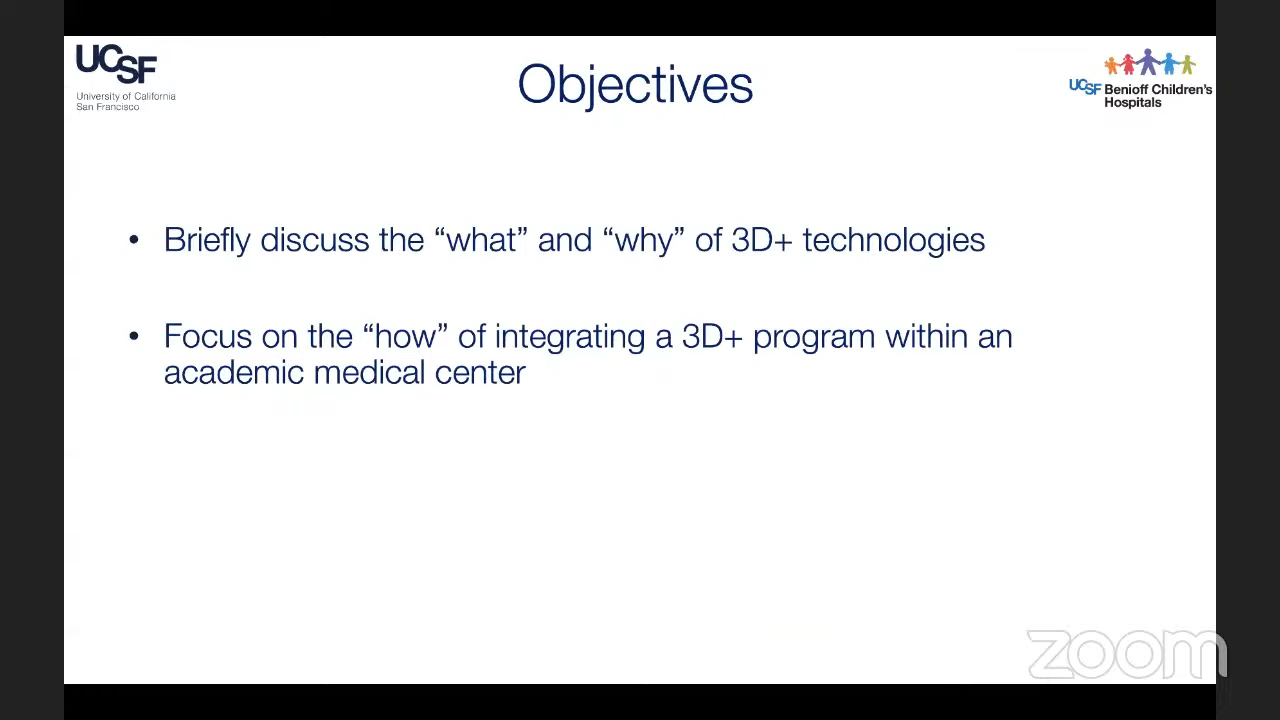 UCSF
University of California
San Francisco
Objectives
UCSF Benioff Children's
Hospitals
• Briefly discuss the “what” and “why” of 3D+ technologies
• Focus on the “how” of integrating a 3D+ program within an
academic medical center
zoom